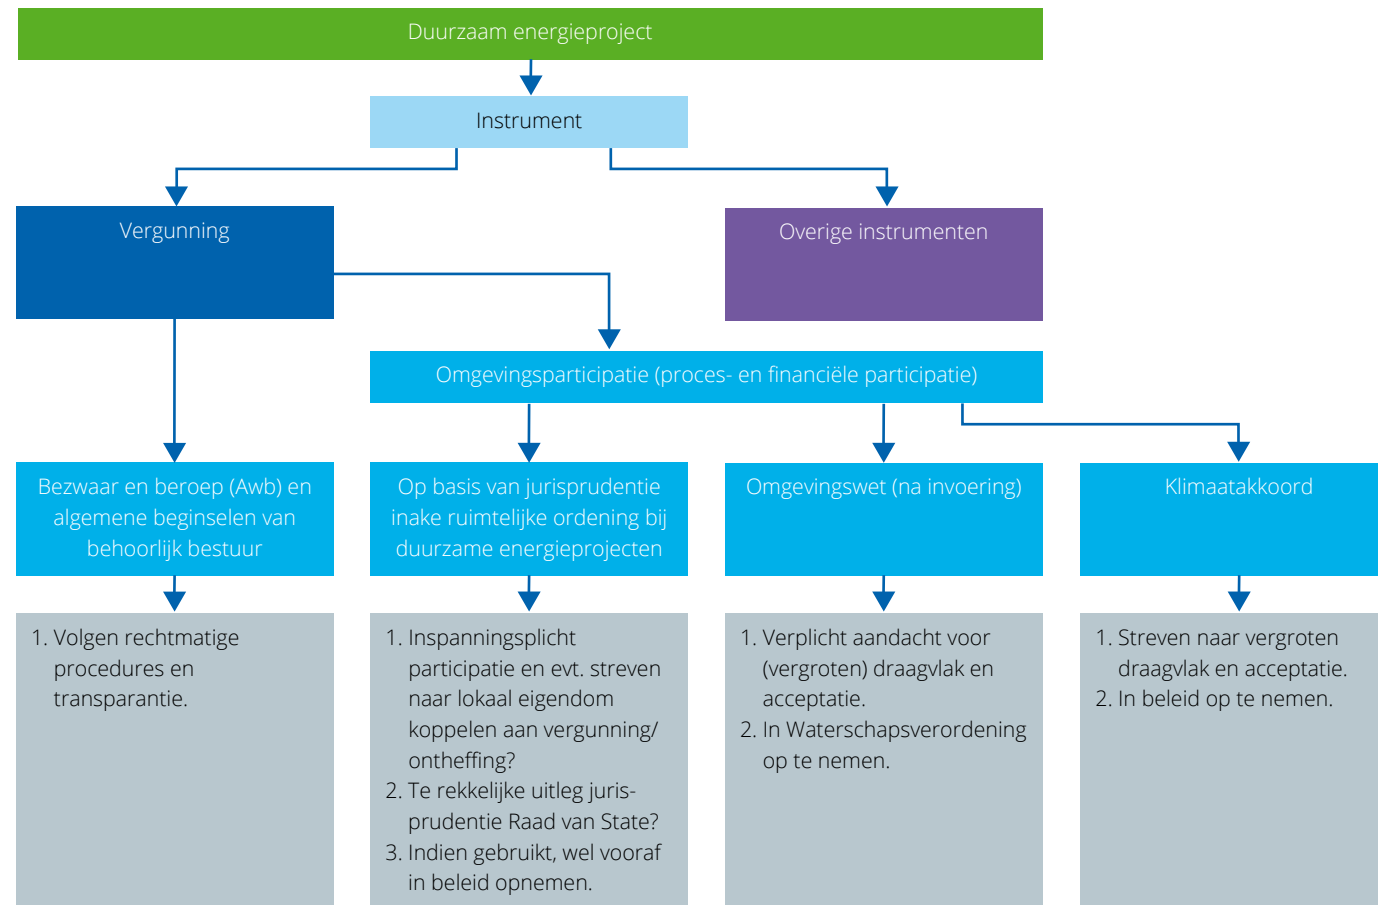 Duurzaam energieproject
Instrument
Vergunning
Overige instrumenten
Omgevingsparticipatie (proces- en financiële participatie)
Bezwaar en beroep (Awb) en
algemene beginselen van
behoorlijk bestuur
Op basis van jurisprudentie
inake ruimtelijke ordening bij
duurzame energieprojecten
Omgevingswet (na invoering)
Klimaatakkoord
1. Volgen rechtmatige
procedures en
transparantie.
1. Inspanningsplicht
participatie en evt. streven
naar lokaal eigendom
koppelen aan vergunning/
ontheffing?
2. Te rekkelijke uitleg juris-
prudentie Raad van State?
3. Indien gebruikt, wel vooraf
in beleid opnemen.
1. Verplicht aandacht voor
(vergroten) draagvlak en
acceptatie.
2. In Waterschapsverordening
op te nemen.
1. Streven naar vergroten
draagvlak en acceptatie.
2. In beleid op te nemen.